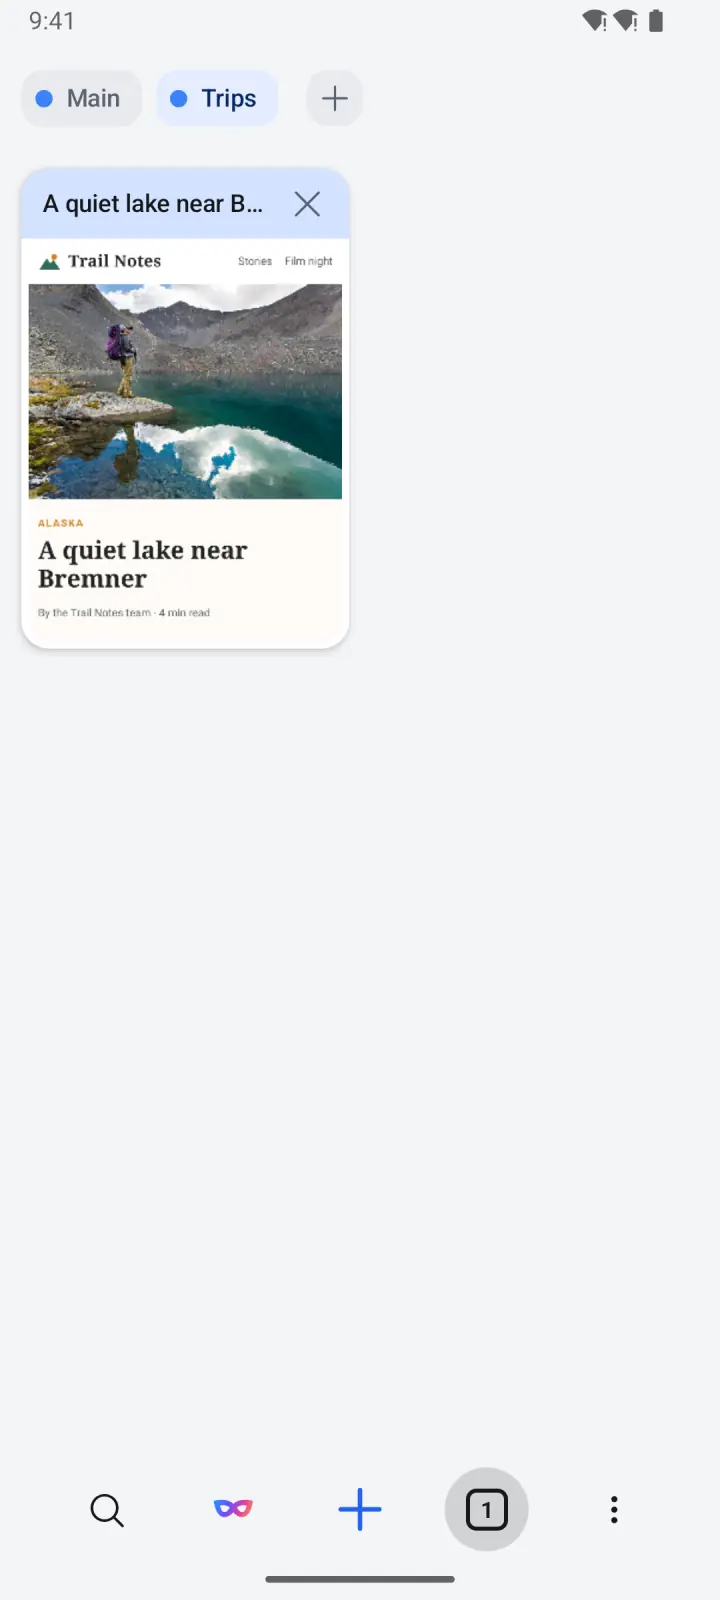 9:41
Main
Trips
A quiet lake near B...
Trail Notes
Stories
Film night
ALASKA
A quiet lake near
Bremner
By the Trail Notes team · 4 min read
1